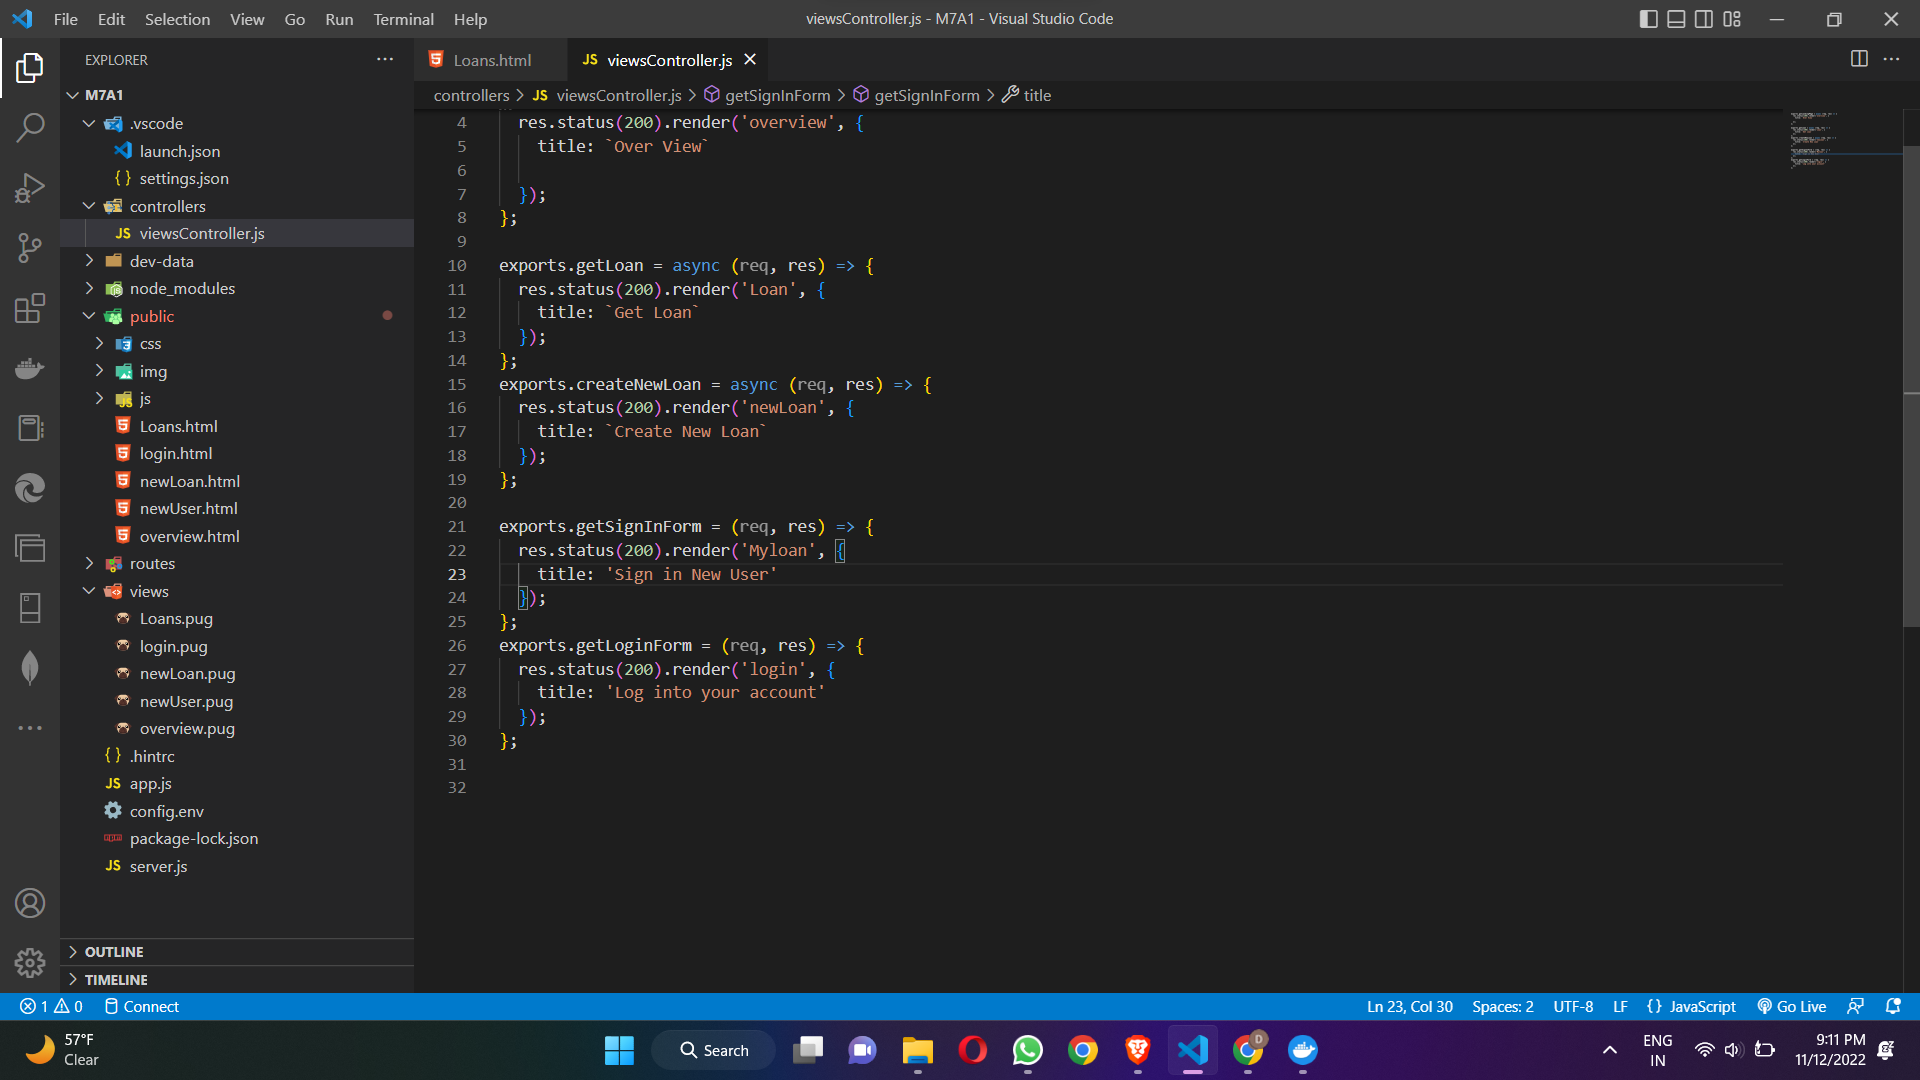 File Edit Selection View Go Run Terminal Help
viewsController.js - M7A1 - Visual Studio Code
EXPLORER
M7A1
.vscode
launch.json
settings.json
controllers
JS viewsController.js
dev-data
node_modules
public
css
img
js
Loans.html
login.html
newLoan.html
newUser.html
overview.html
routes
views
Loans.pug
login.pug
newLoan.pug
newUser.pug
overview.pug
.hintrc
JS app.js
config.env
package-lock.json
JS server.js
OUTLINE
TIMELINE
Loans.html
JS viewsController.js
controllers > JS viewsController.js > getSignInForm > getSignInForm > title
4 res.status(200).render('overview', {
5 title: `Over View`
6
7 });
8 };
9
10 exports.getLoan = async (req, res) => {
11 res.status(200).render('Loan', {
12 title: `Get Loan`
13 });
14 };
15 exports.createNewLoan = async (req, res) => {
16 res.status(200).render('newLoan', {
17 title: `Create New Loan`
18 });
19 };
20
21 exports.getSignInForm = (req, res) => {
22 res.status(200).render('Myloan', {
23 title: 'Sign in New User'
24 });
25 };
26 exports.getLoginForm = (req, res) => {
27 res.status(200).render('login', {
28 title: 'Log into your account'
29 });
30 };
31
32
1 0 Connect
Ln 23, Col 30 Spaces: 2 UTF-8 LF {} JavaScript Go Live
57°F
Clear
Search
D
ENG
IN
9:11 PM
11/12/2022